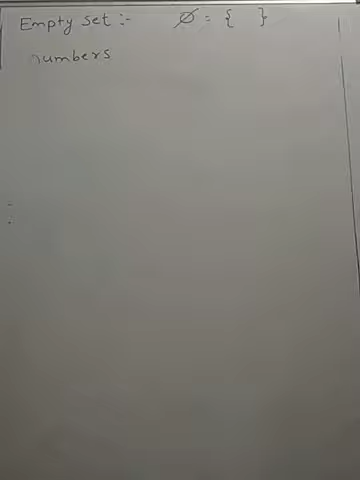 Empty set :- ∅ = { }
numbers